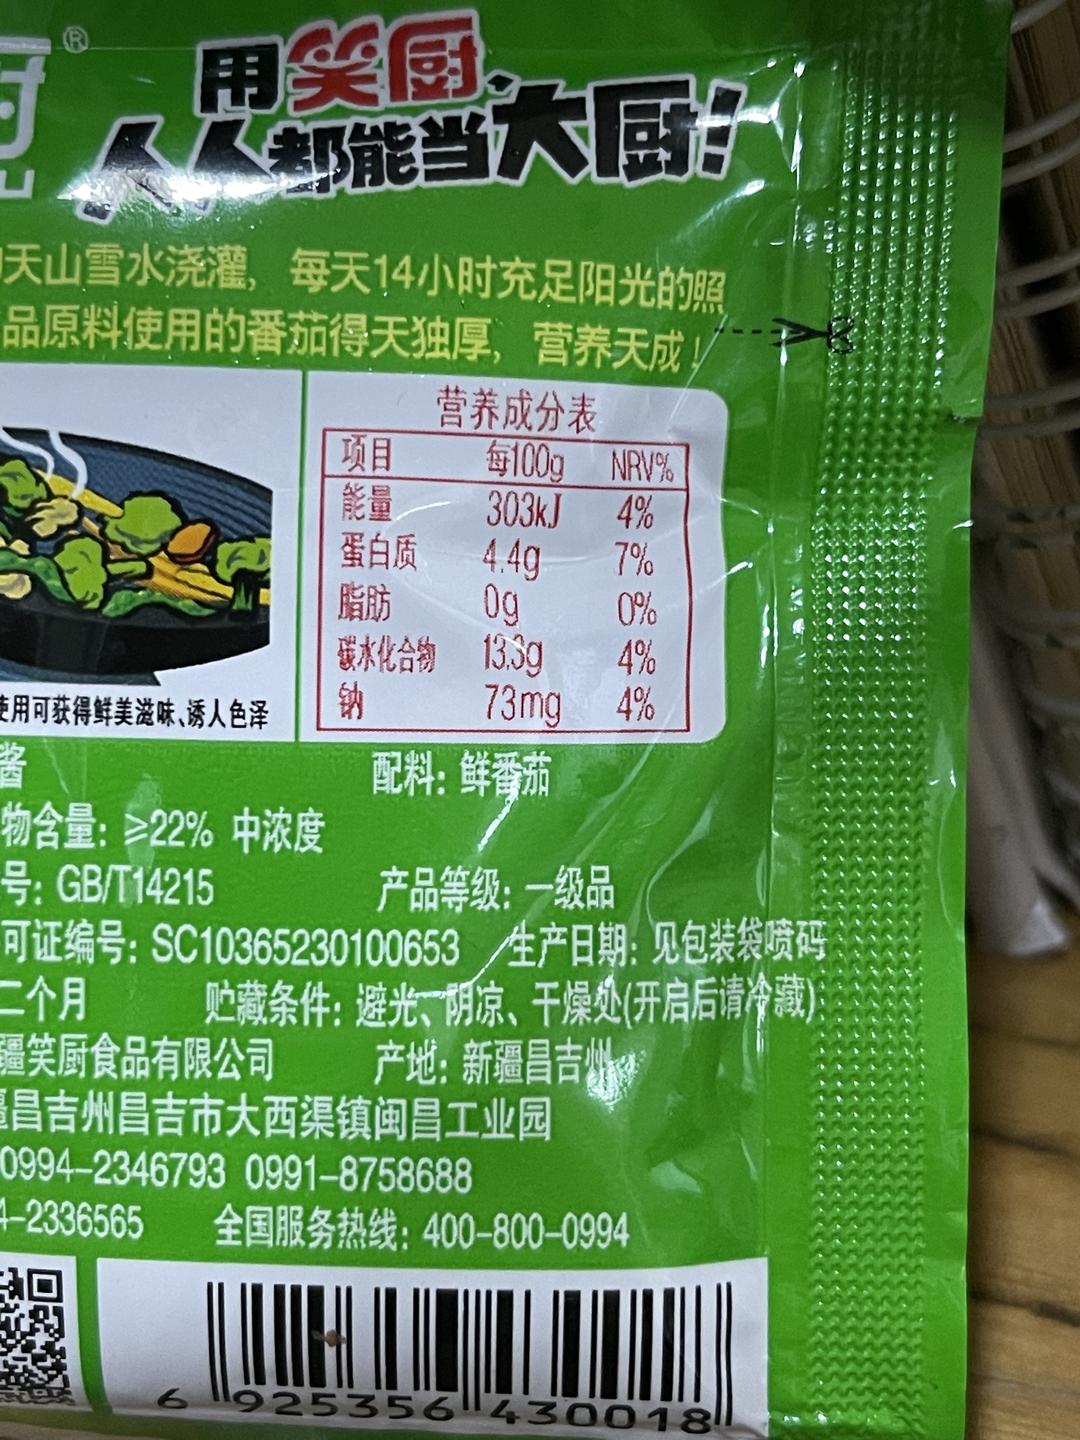 ®
用笑厨，
人人都能当大厨！
天山雪水浇灌，每天14小时充足阳光的照
品原料使用的番茄得天独厚，营养天成！
营养成分表
项目 每100g NRV%
能量 303kJ 4%
蛋白质 4.4g 7%
脂肪 0g 0%
碳水化合物 13.3g 4%
钠 73mg 4%
使用可获得鲜美滋味、诱人色泽
酱 配料：鲜番茄
物含量：≥22% 中浓度
号：GB/T14215 产品等级：一级品
可证编号：SC10365230100653 生产日期：见包装袋喷码
二个月 贮藏条件：避光、阴凉、干燥处(开启后请冷藏)
疆笑厨食品有限公司 产地：新疆昌吉州
疆昌吉州昌吉市大西渠镇闽昌工业园
0994-2346793 0991-8758688
4-2336565 全国服务热线：400-800-0994
6 925356 430018